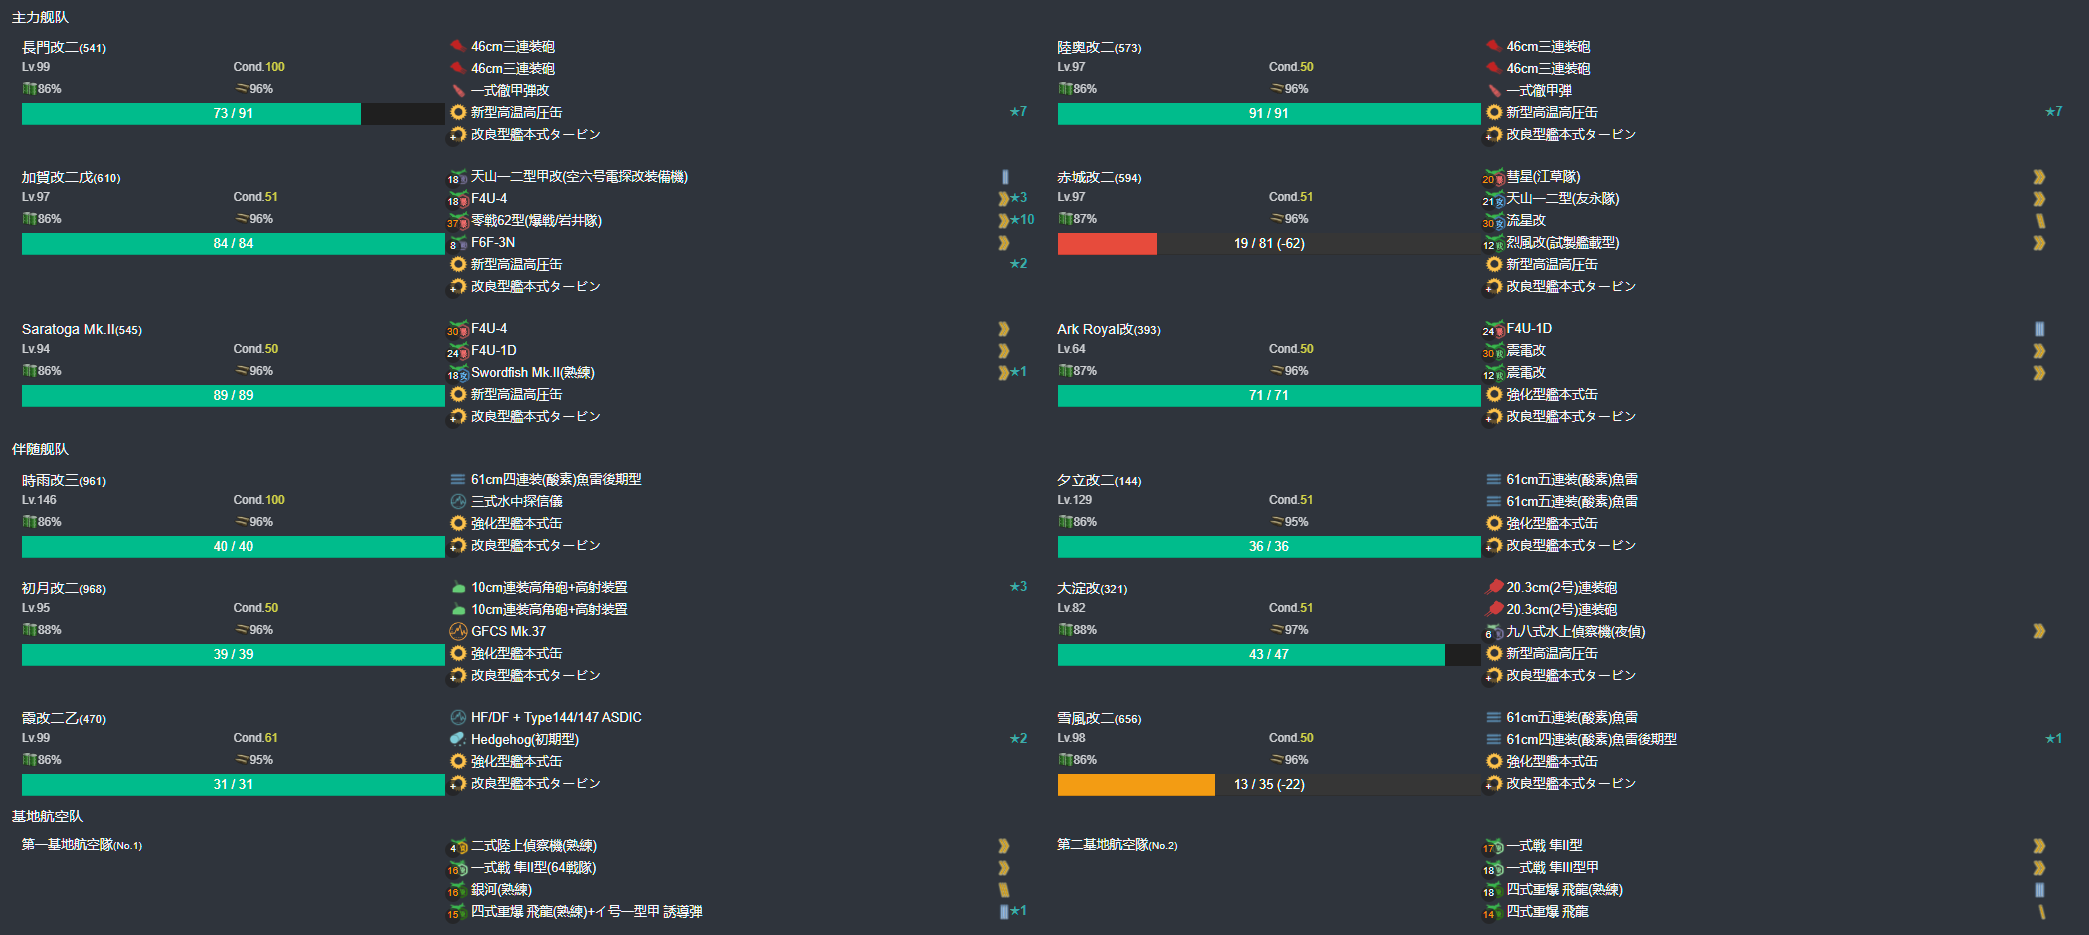 主力舰队
長門改二(541)
Lv.99 Cond.100
86% 96%
73 / 91
46cm三連装砲
46cm三連装砲
一式徹甲弾改
新型高温高圧缶 ★7
改良型艦本式タービン
陸奥改二(573)
Lv.97 Cond.50
86% 96%
91 / 91
46cm三連装砲
46cm三連装砲
一式徹甲弾
新型高温高圧缶 ★7
改良型艦本式タービン
加賀改二戊(610)
Lv.97 Cond.51
86% 96%
84 / 84
18 天山一二型甲改(空六号電探改装備機)
18 F4U-4 ★3
37 零戦62型(爆戦/岩井隊) ★10
8 F6F-3N
新型高温高圧缶 ★2
改良型艦本式タービン
赤城改二(594)
Lv.97 Cond.51
87% 96%
19 / 81 (-62)
20 彗星(江草隊)
21 天山一二型(友永隊)
30 流星改
12 烈風改(試製艦載型)
新型高温高圧缶
改良型艦本式タービン
Saratoga Mk.II(545)
Lv.94 Cond.50
86% 96%
89 / 89
30 F4U-4
24 F4U-1D
18 Swordfish Mk.II(熟練) ★1
新型高温高圧缶
改良型艦本式タービン
Ark Royal改(393)
Lv.64 Cond.50
87% 96%
71 / 71
24 F4U-1D
30 震電改
12 震電改
強化型艦本式缶
改良型艦本式タービン
伴随舰队
時雨改三(961)
Lv.146 Cond.100
86% 96%
40 / 40
61cm四連装(酸素)魚雷後期型
三式水中探信儀
強化型艦本式缶
改良型艦本式タービン
夕立改二(144)
Lv.129 Cond.51
86% 95%
36 / 36
61cm五連装(酸素)魚雷
61cm五連装(酸素)魚雷
強化型艦本式缶
改良型艦本式タービン
初月改二(968)
Lv.95 Cond.50
88% 96%
39 / 39
10cm連装高角砲+高射装置 ★3
10cm連装高角砲+高射装置
GFCS Mk.37
強化型艦本式缶
改良型艦本式タービン
大淀改(321)
Lv.82 Cond.51
88% 97%
43 / 47
20.3cm(2号)連装砲
20.3cm(2号)連装砲
6 九八式水上偵察機(夜偵)
新型高温高圧缶
改良型艦本式タービン
霞改二乙(470)
Lv.99 Cond.61
86% 95%
31 / 31
HF/DF + Type144/147 ASDIC
Hedgehog(初期型) ★2
強化型艦本式缶
改良型艦本式タービン
雪風改二(656)
Lv.98 Cond.50
86% 96%
13 / 35 (-22)
61cm五連装(酸素)魚雷
61cm四連装(酸素)魚雷後期型 ★1
強化型艦本式缶
改良型艦本式タービン
基地航空队
第一基地航空隊(No.1)
4 二式陸上偵察機(熟練)
16 一式戦 隼II型(64戦隊)
16 銀河(熟練)
15 四式重爆 飛龍(熟練)+イ号一型甲 誘導弾 ★1
第二基地航空隊(No.2)
17 一式戦 隼II型
18 一式戦 隼III型甲
18 四式重爆 飛龍(熟練)
14 四式重爆 飛龍